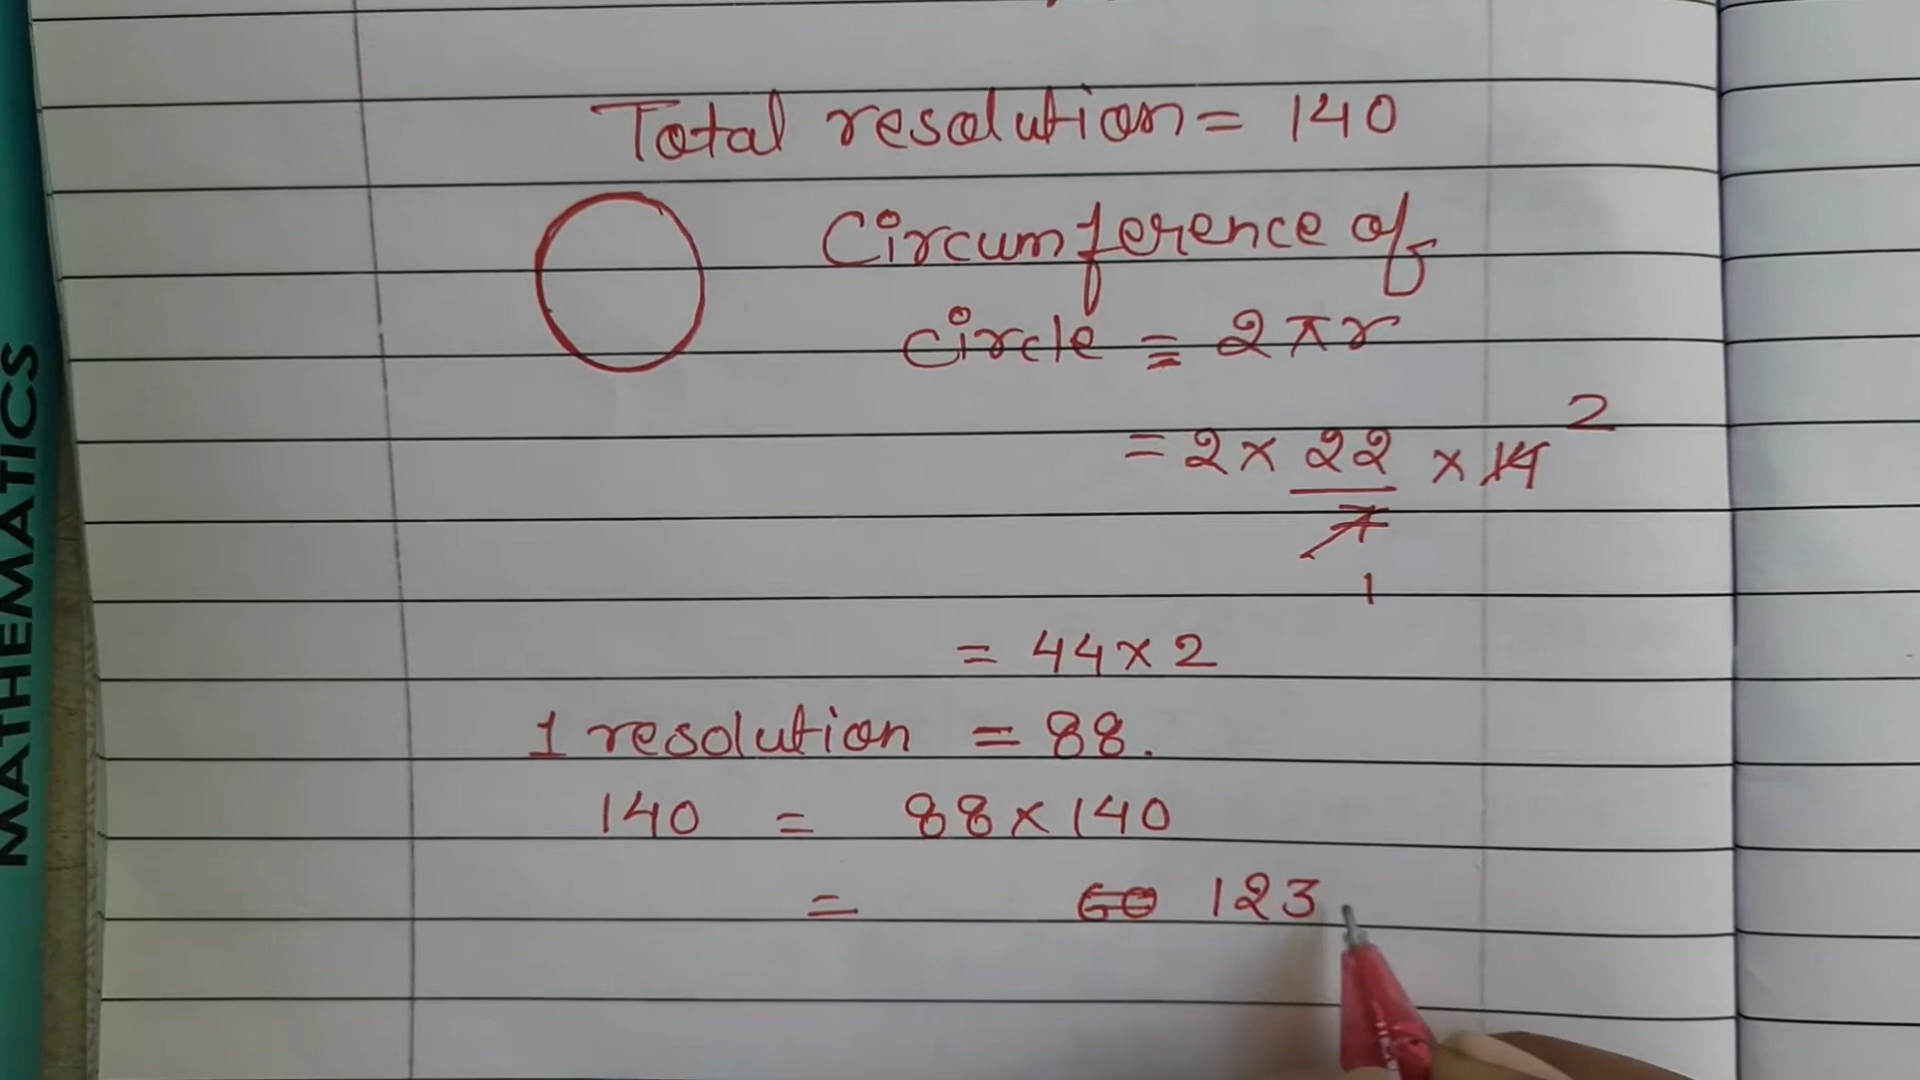 MATHEMATICS
Total resolution = 140
Circumference of
circle = 2πr
= 2 × 22/7 × 14 2
1
= 44 × 2
1 resolution = 88.
140 = 88 × 140
= 123